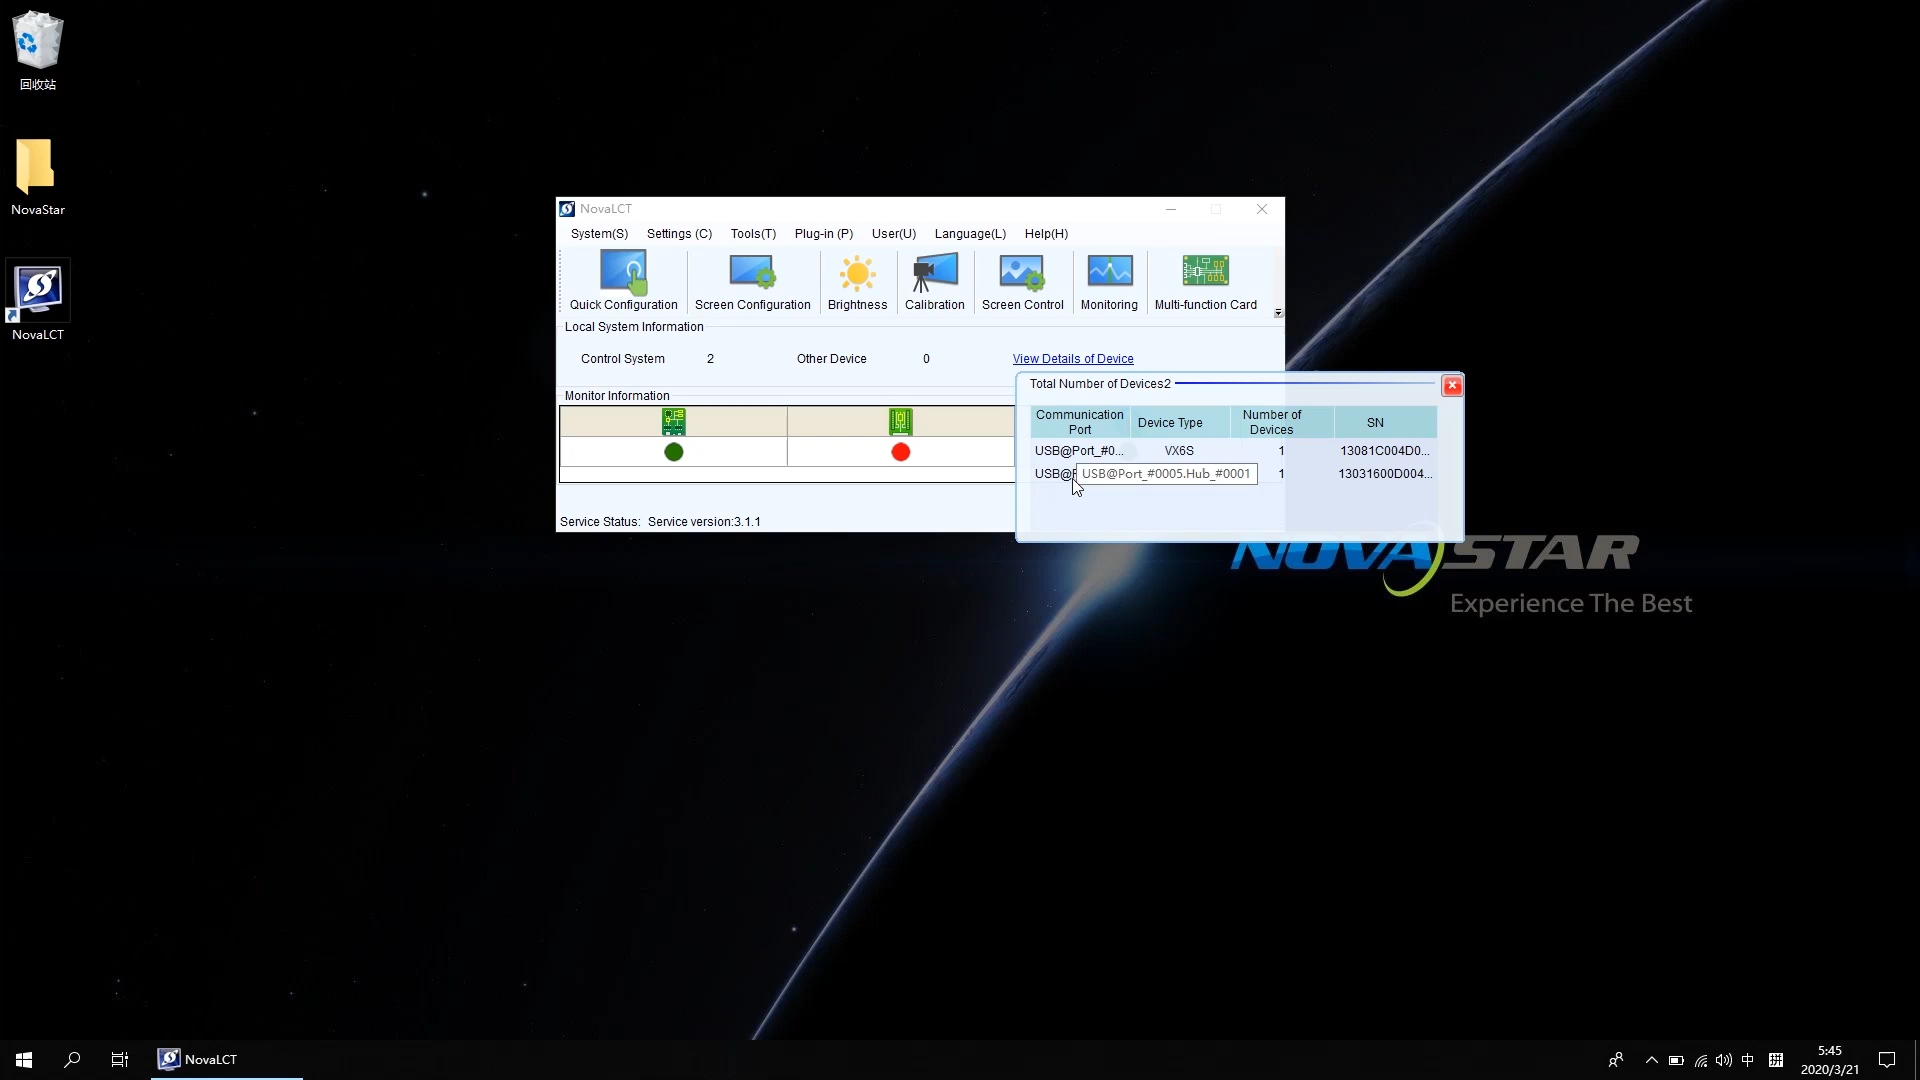 回收站
NovaStar
NovaLCT
NovaLCT
System(S) Settings (C) Tools(T) Plug-in (P) User(U) Language(L) Help(H)
Quick Configuration Screen Configuration Brightness Calibration Screen Control Monitoring Multi-function Card
Local System Information
Control System 2 Other Device 0 View Details of Device
Monitor Information
Service Status: Service version:3.1.1
Total Number of Devices2
Communication Port Device Type Number of Devices SN
USB@Port_#0... VX6S 1 13081C004D0...
USB@ USB@Port_#0005.Hub_#0001 1 13031600D004...
NOVASTAR
Experience The Best
NovaLCT
中
拼
5:45
2020/3/21